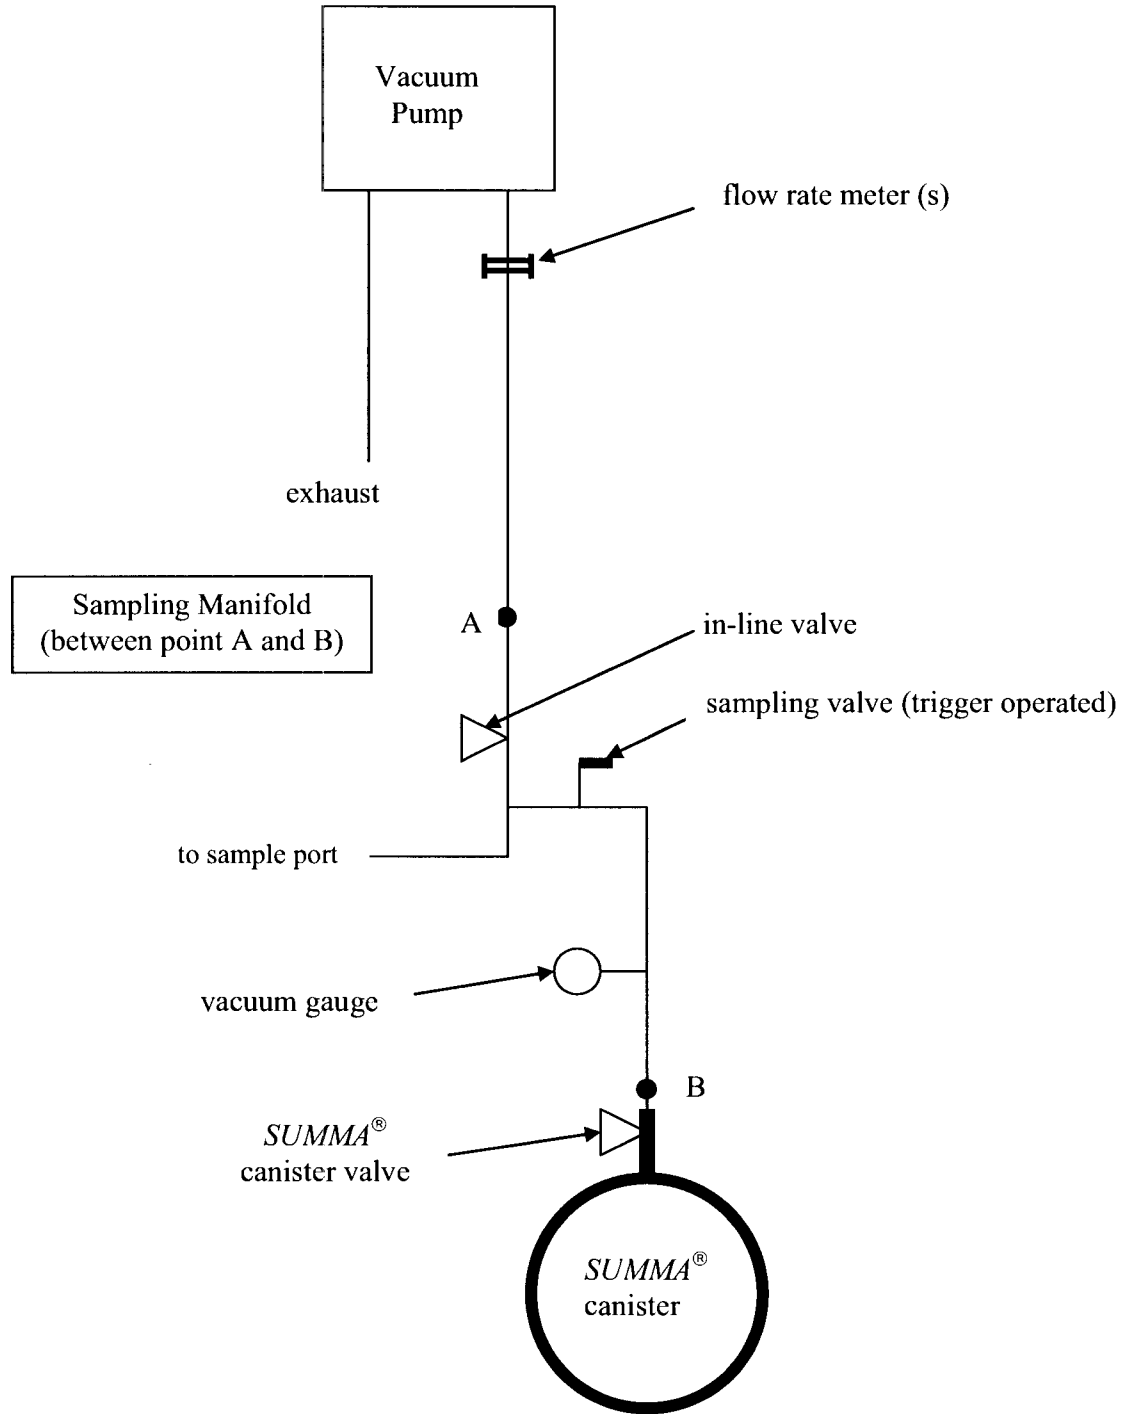 Vacuum
Pump
flow rate meter (s)
exhaust
Sampling Manifold
(between point A and B)
A
in-line valve
sampling valve (trigger operated)
to sample port
vacuum gauge
B
SUMMA®
canister valve
SUMMA®
canister